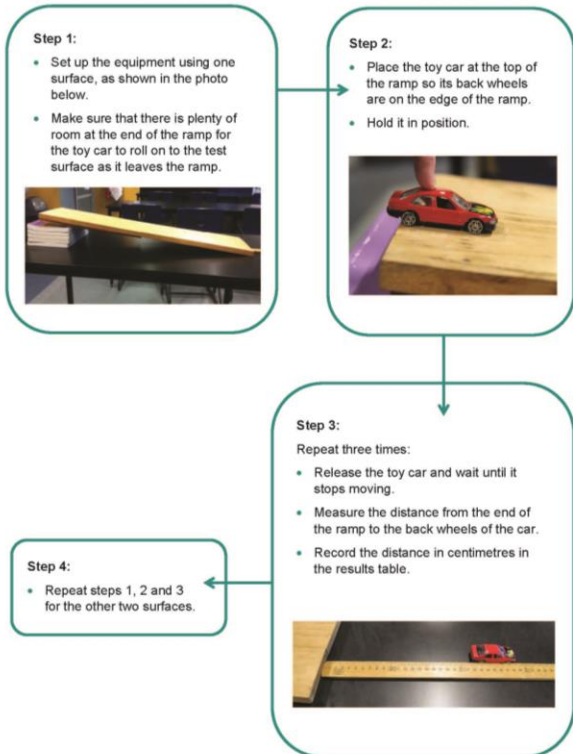 Step 1:
• Set up the equipment using one
surface, as shown in the photo
below.
• Make sure that there is plenty of
room at the end of the ramp for
the toy car to roll on to the test
surface as it leaves the ramp.
Step 2:
• Place the toy car at the top of
the ramp so its back wheels
are on the edge of the ramp.
• Hold it in position.
Step 3:
Repeat three times:
• Release the toy car and wait until it
stops moving.
• Measure the distance from the end of
the ramp to the back wheels of the car.
• Record the distance in centimetres in
the results table.
Step 4:
• Repeat steps 1, 2 and 3
for the other two surfaces.